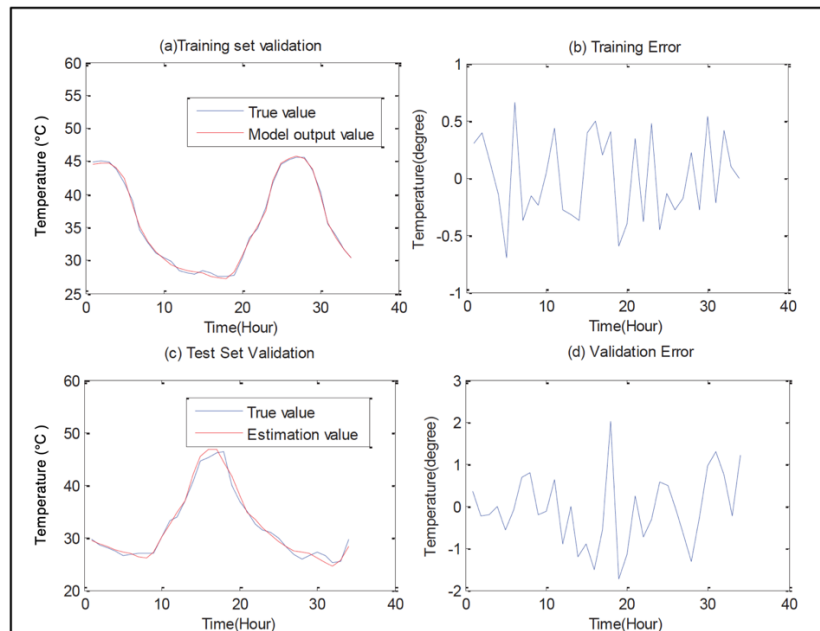 (a)Training set validation
60
55
50
45
40
35
30
25
0
10
20
30
40
Temperature (°C)
Time(Hour)
True value
Model output value
(b) Training Error
1
0.5
0
-0.5
-1
0
10
20
30
40
Temperature(degree)
Time(Hour)
(c) Test Set Validation
60
50
40
30
20
0
10
20
30
40
Temperature (°C)
Time(Hour)
True value
Estimation value
(d) Validation Error
3
2
1
0
-1
-2
0
10
20
30
40
Temperature(degree)
Time(Hour)